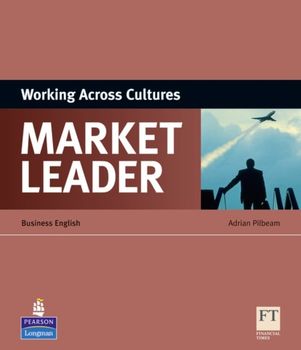 Working Across Cultures
MARKET
LEADER
Business English
Adrian Pilbeam
PEARSON
Longman
FT
FINANCIAL
TIMES